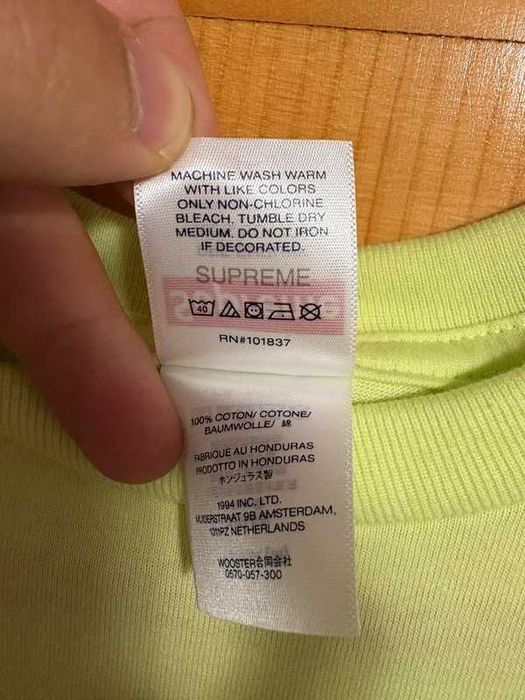 MACHINE WASH WARM
WITH LIKE COLORS
ONLY NON-CHLORINE
BLEACH. TUMBLE DRY
MEDIUM. DO NOT IRON
IF DECORATED.
SUPREME
40
RN#101837
100% COTON/ COTONE/
BAUMWOLLE/ 綿
FABRIQUÉ AU HONDURAS
PRODOTTO IN HONDURAS
ホンジュラス製
1994 INC. LTD.
9B AMSTERDAM,
1011PZ NETHERLANDS
WOOSTER合同会社
0570-057-300